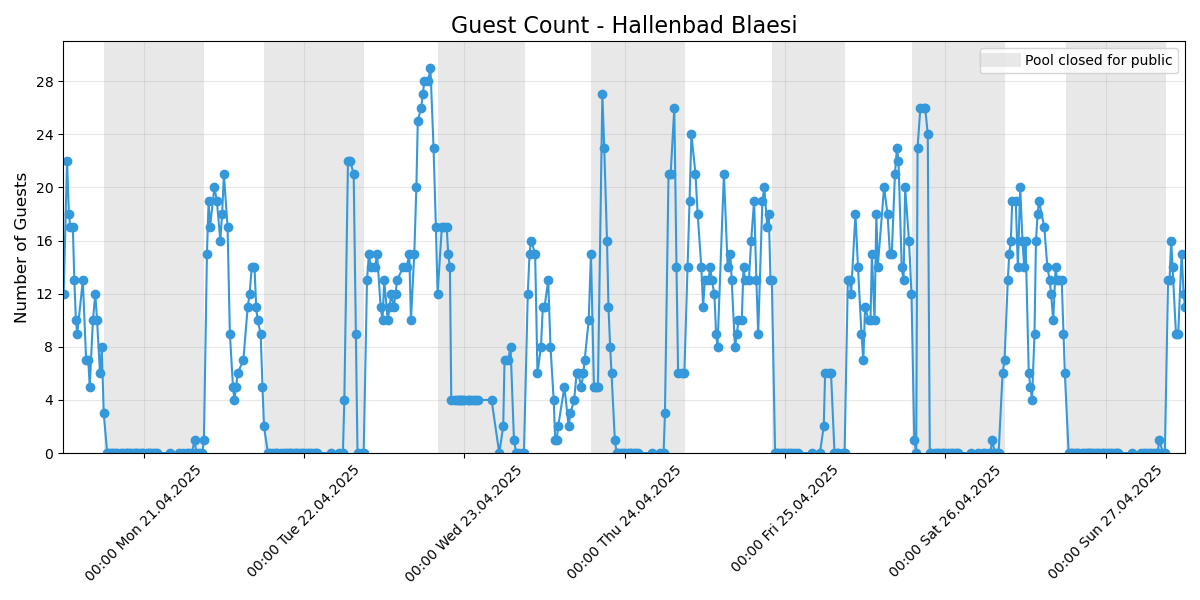 Guest Count - Hallenbad Blaesi
Pool closed for public
Number of Guests
28
24
20
16
12
8
4
0
00:00 Mon 21.04.2025
00:00 Tue 22.04.2025
00:00 Wed 23.04.2025
00:00 Thu 24.04.2025
00:00 Fri 25.04.2025
00:00 Sat 26.04.2025
00:00 Sun 27.04.2025